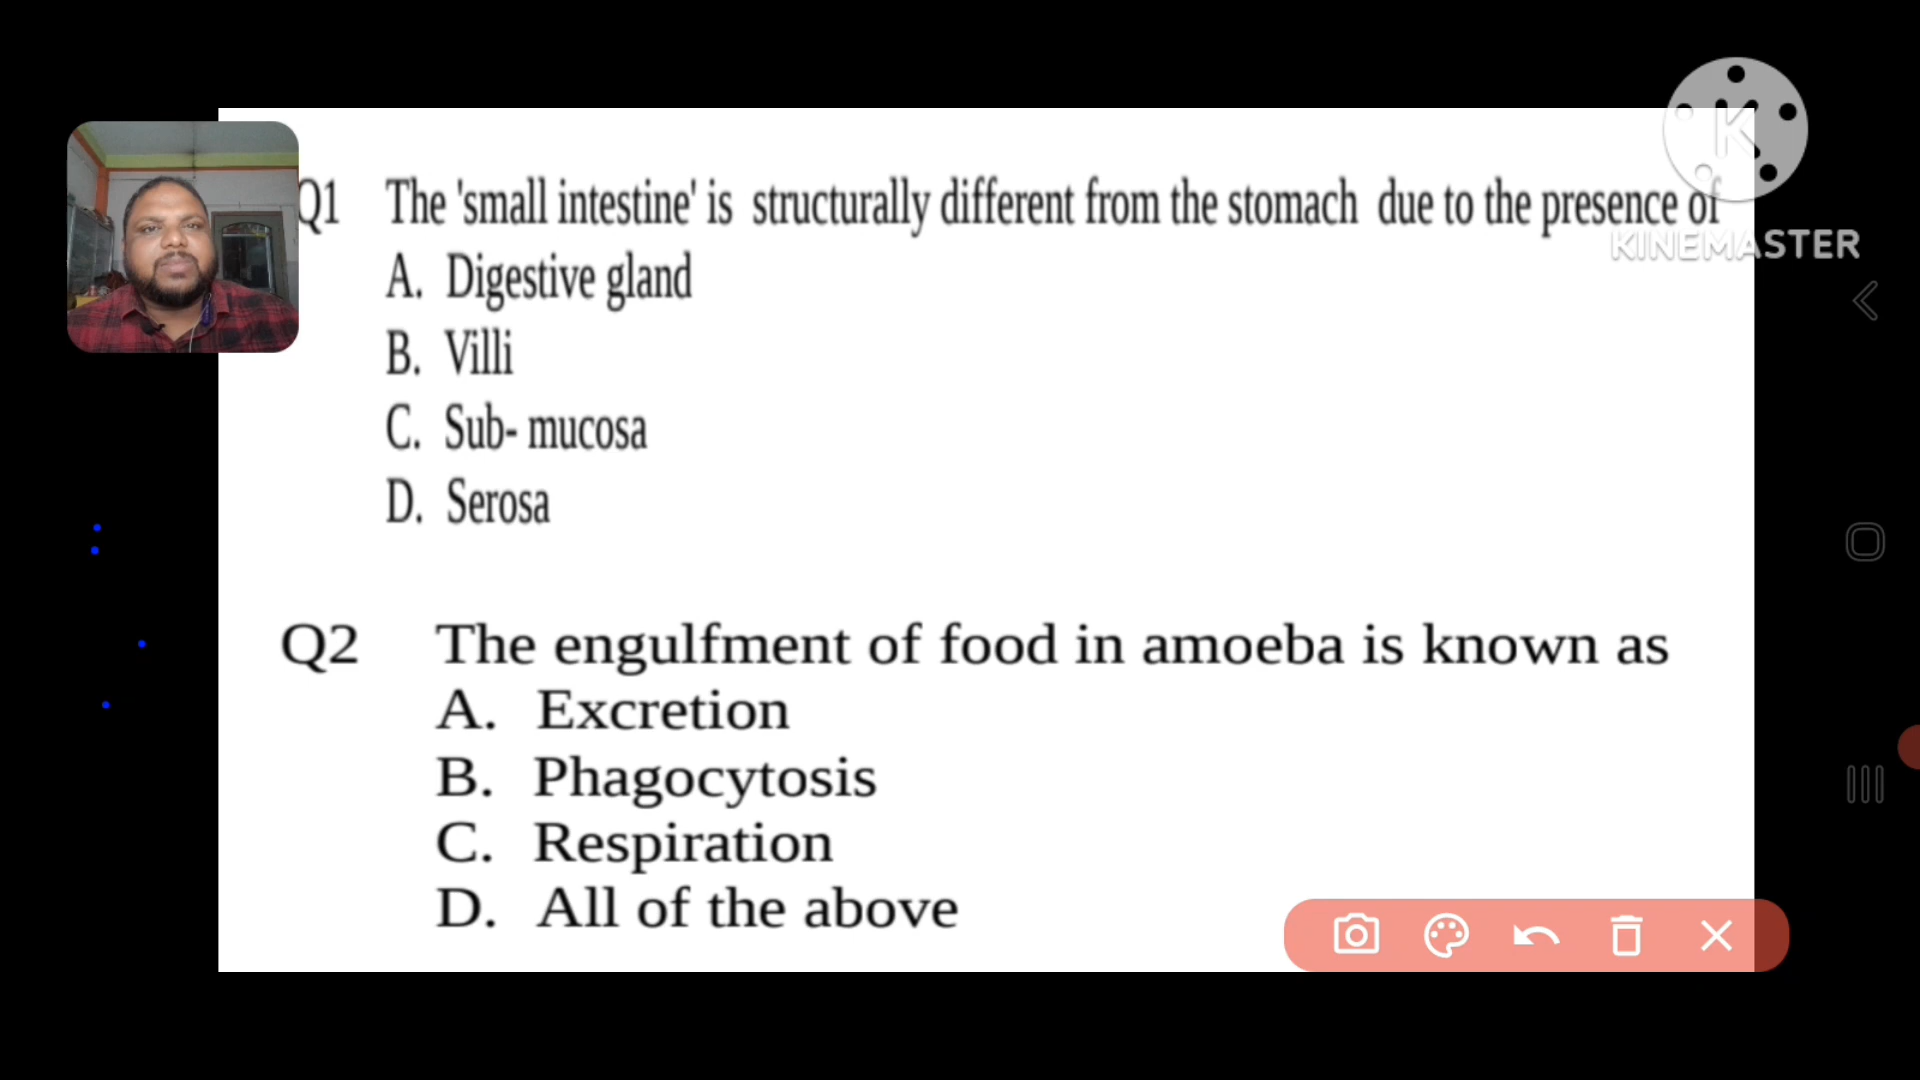 Q1 The 'small intestine' is structurally different from the stomach due to the presence of
A. Digestive gland
B. Villi
C. Sub- mucosa
D. Serosa
Q2 The engulfment of food in amoeba is known as
A. Excretion
B. Phagocytosis
C. Respiration
D. All of the above
K
KINEMASTER